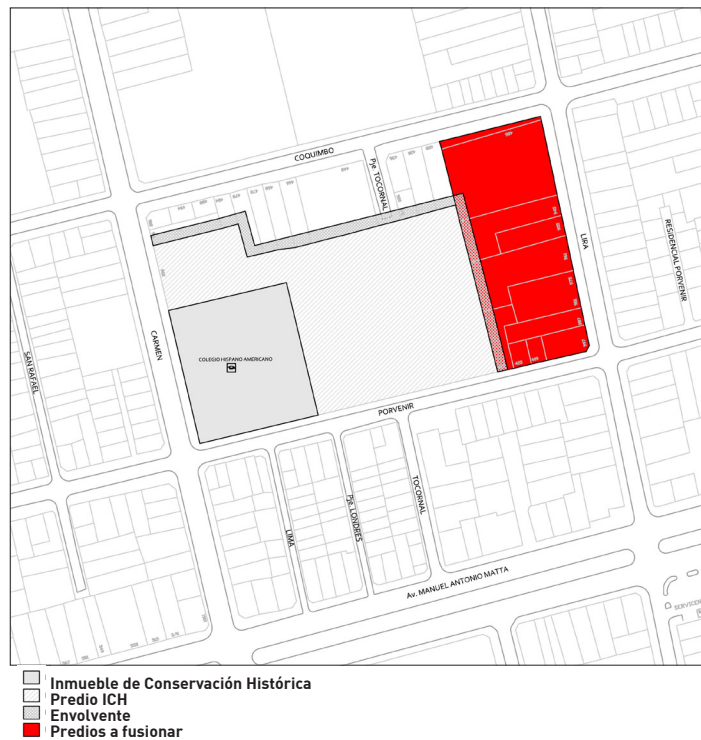 COQUIMBO
Pje. TOCORNAL
LIRA
RESIDENCIAL PORVENIR
CARMEN
SAN RAFAEL
COLEGIO HISPANO AMERICANO
PORVENIR
LIMA
Pje. LONDRES
TOCORNAL
Av. MANUEL ANTONIO MATTA
Inmueble de Conservación Histórica
Predio ICH
Envolvente
Predios a fusionar